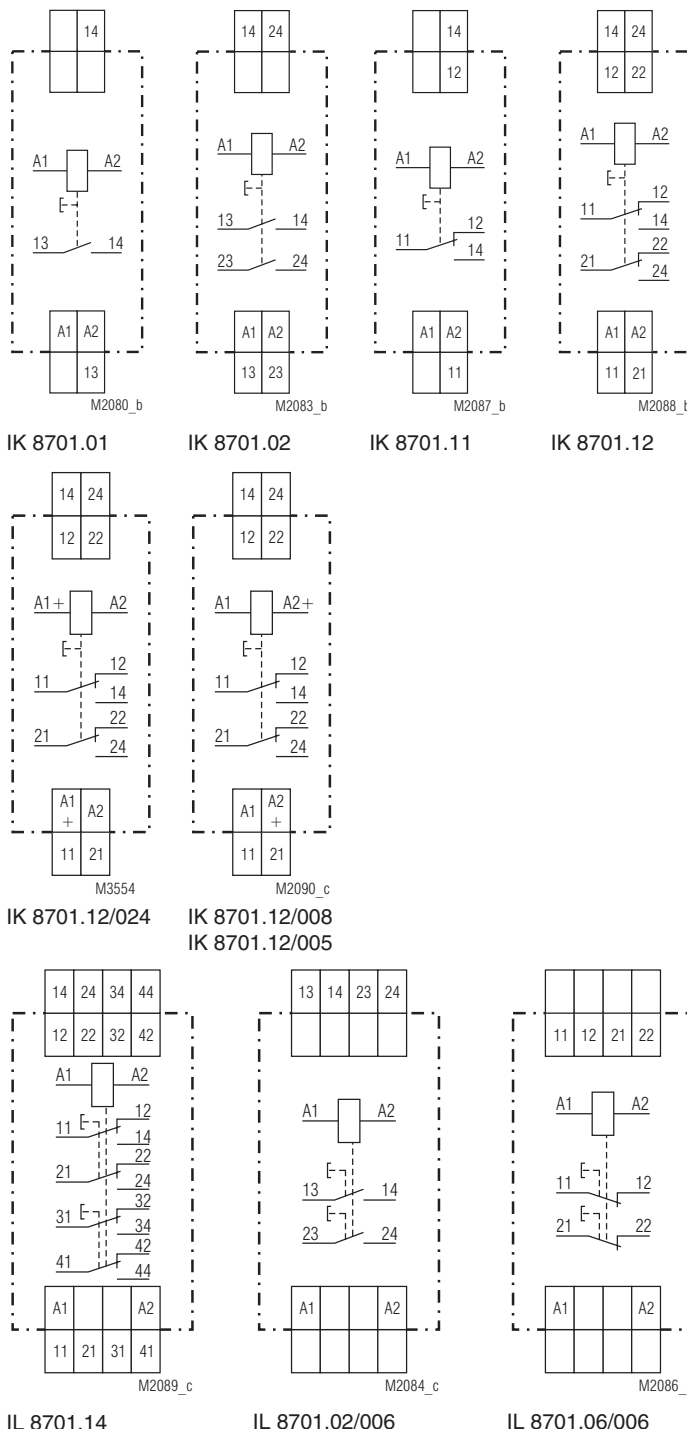 14
A1 A2
13 14
A1 A2
13
M2080_b
IK 8701.01
14 24
A1 A2
13 14
23 24
A1 A2
13 23
M2083_b
IK 8701.02
14
12
A1 A2
12
11
14
A1 A2
11
M2087_b
IK 8701.11
14 24
12 22
A1 A2
12
11
14
22
21
24
A1 A2
11 21
M2088_b
IK 8701.12
14 24
12 22
A1+ A2
12
11
14
22
21
24
A1
+
A2
11 21
M3554
IK 8701.12/024
14 24
12 22
A1 A2+
12
11
14
22
21
24
A1
A2
+
11 21
M2090_c
IK 8701.12/008
IK 8701.12/005
14 24 34 44
12 22 32 42
A1 A2
12
11
14
22
21
24
32
31
34
42
41
44
A1 A2
11 21 31 41
M2089_c
IL 8701.14
13 14 23 24
A1 A2
13 14
23 24
A1 A2
M2084_c
IL 8701.02/006
11 12 21 22
A1 A2
11 12
21 22
A1 A2
M2086_
IL 8701.06/006